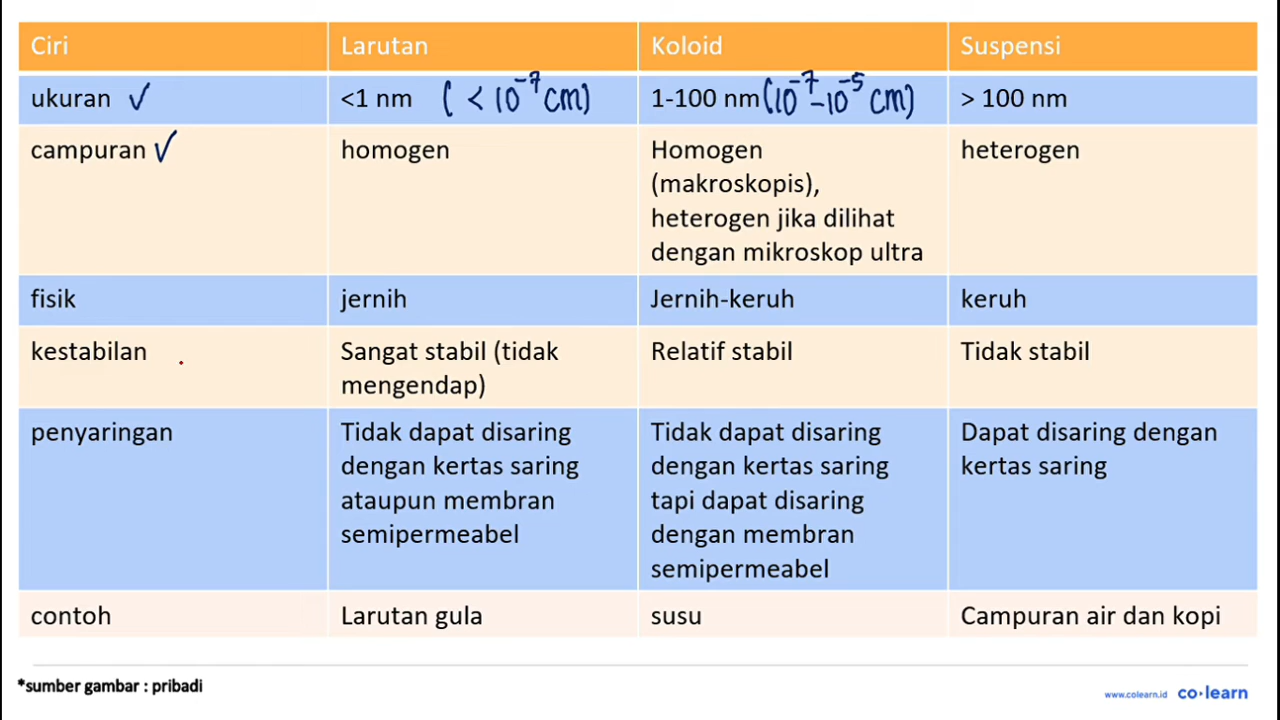 Ciri Larutan Koloid Suspensi
ukuran ✓ <1 nm (< 10⁻⁷ cm) 1-100 nm (10⁻⁷ – 10⁻⁵ cm) > 100 nm
campuran ✓ homogen Homogen heterogen
(makroskopis),
heterogen jika dilihat
dengan mikroskop ultra
fisik jernih Jernih-keruh keruh
kestabilan Sangat stabil (tidak Relatif stabil Tidak stabil
mengendap)
penyaringan Tidak dapat disaring Tidak dapat disaring Dapat disaring dengan
dengan kertas saring dengan kertas saring kertas saring
ataupun membran tapi dapat disaring
semipermeabel dengan membran
semipermeabel
contoh Larutan gula susu Campuran air dan kopi
*sumber gambar : pribadi
www.colearn.id co·learn